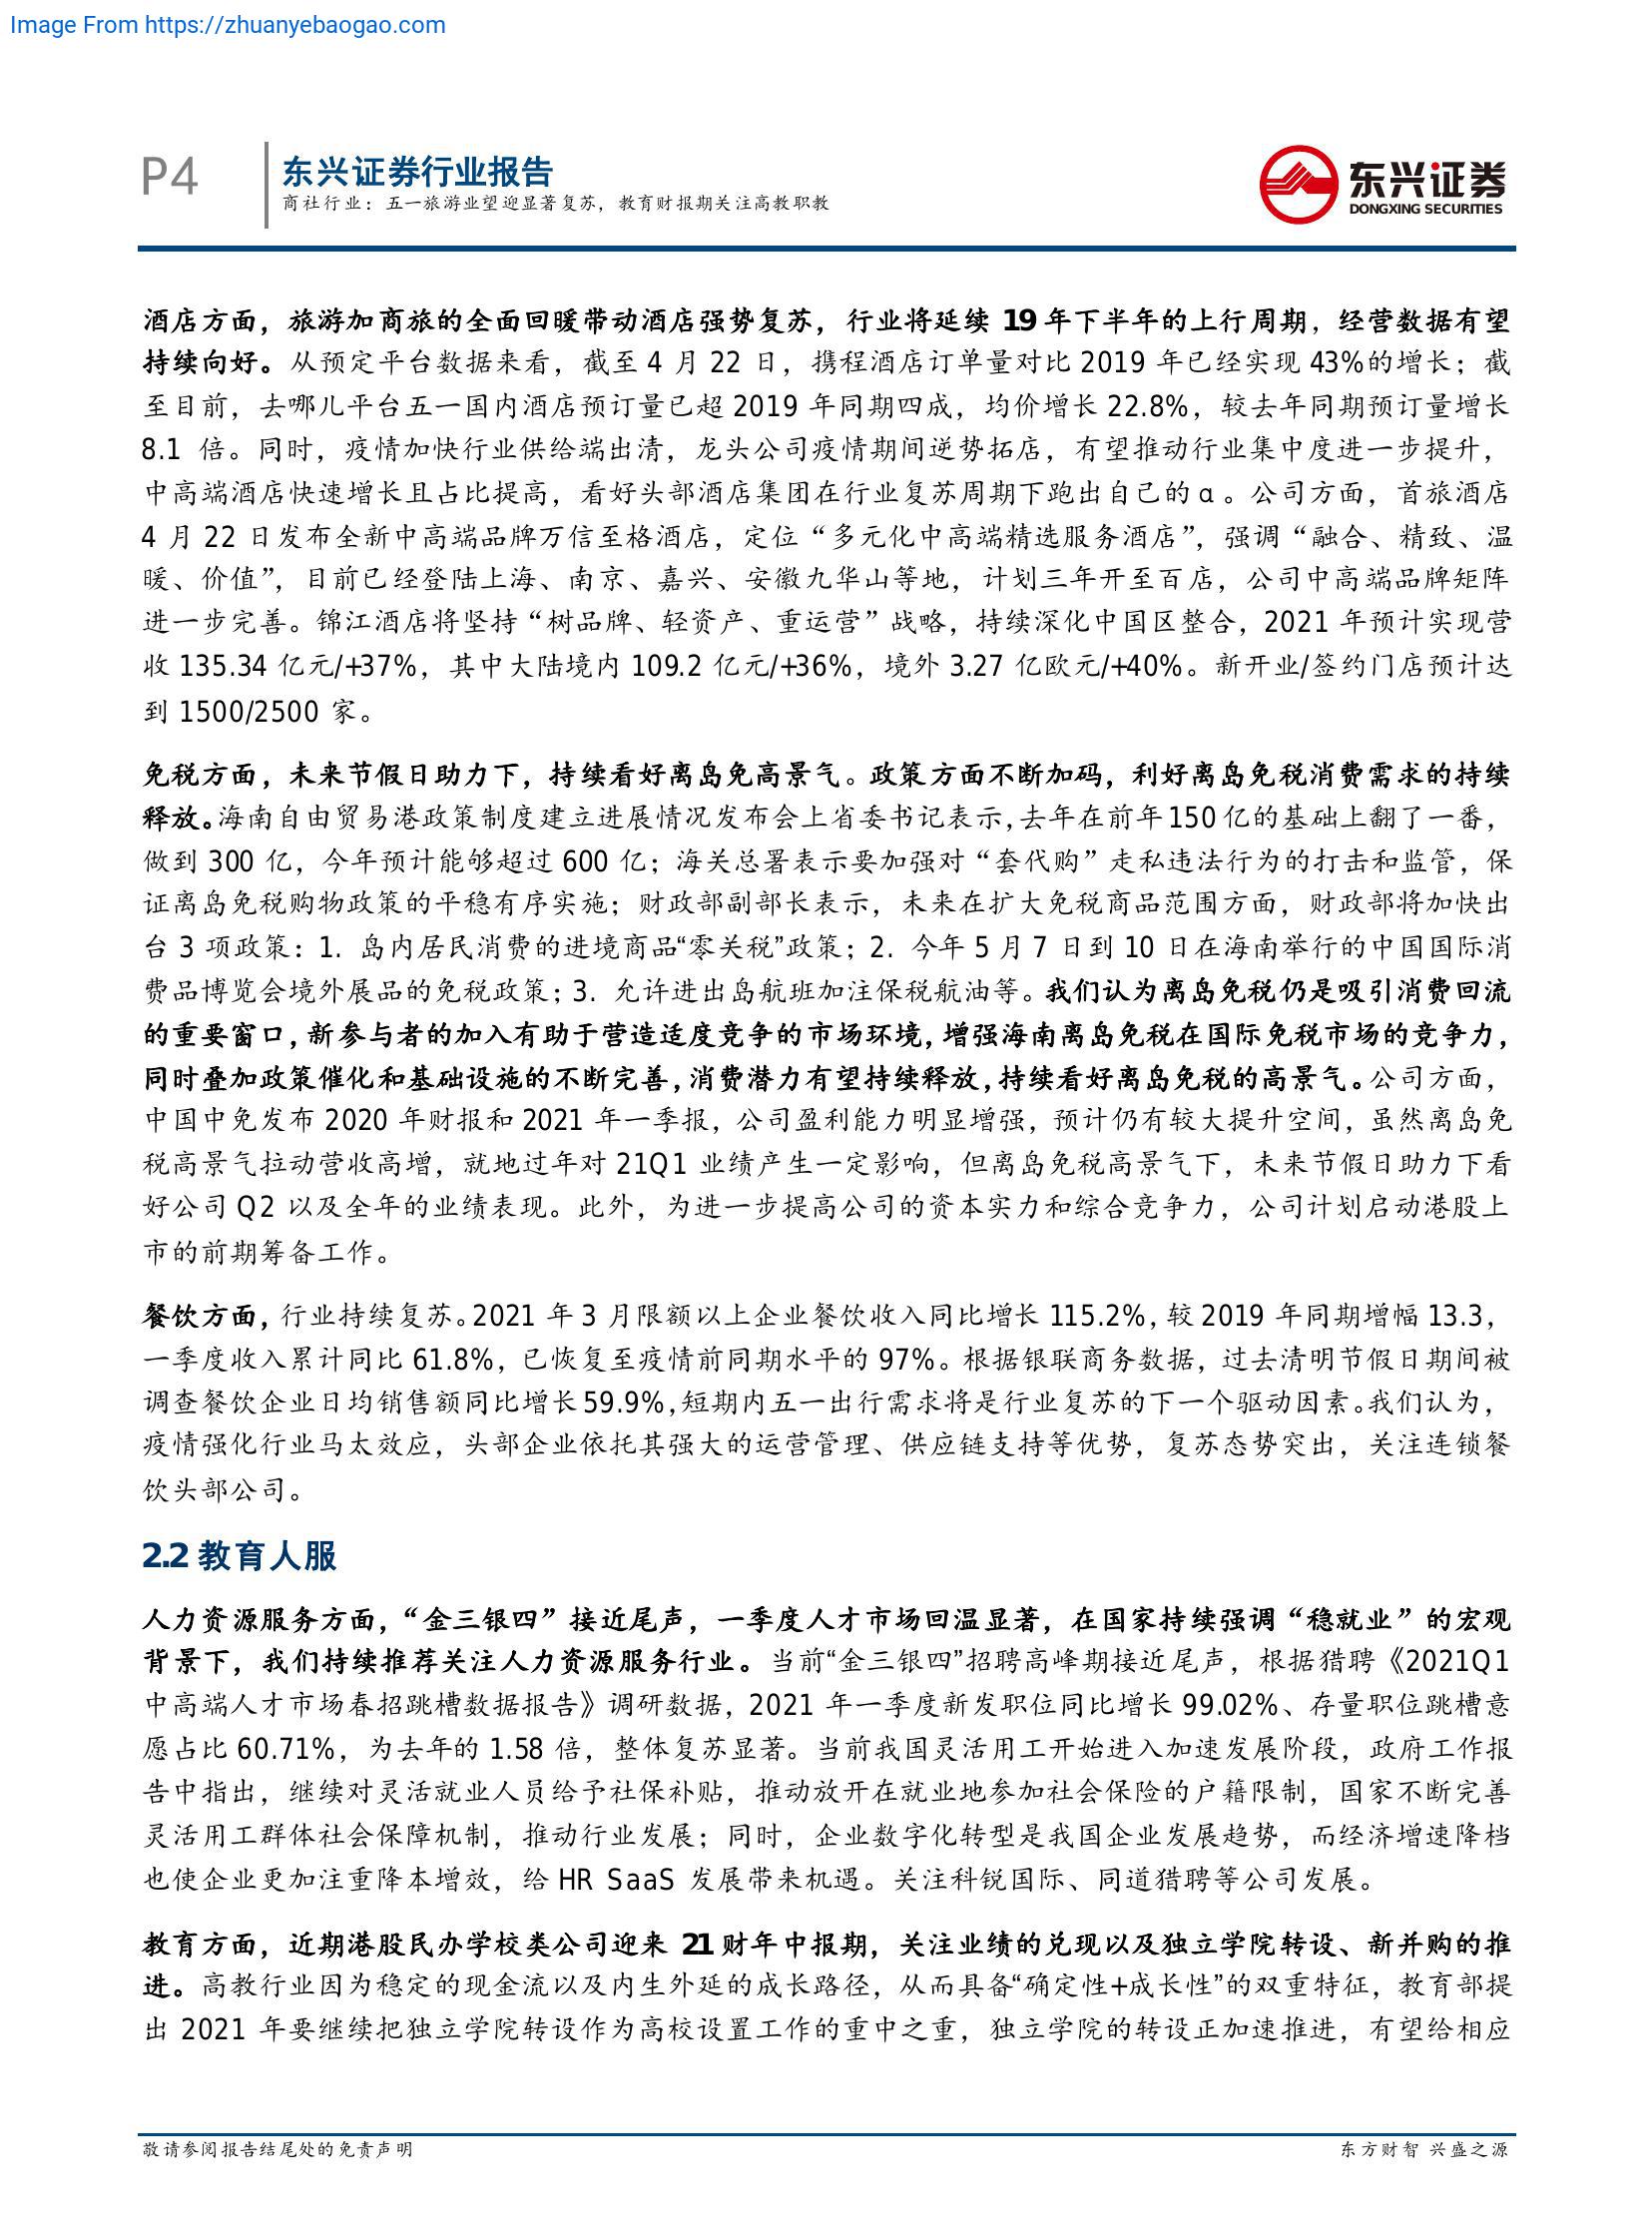 Image From https://zhuanyebaogao.com
P4
东兴证券行业报告
商社行业：五一旅游业望迎显著复苏，教育财报期关注高教职教
东兴证券
DONGXING SECURITIES
酒店方面，旅游加商旅的全面回暖带动酒店强势复苏，行业将延续 19 年下半年的上行周期，经营数据有望
持续向好。从预定平台数据来看，截至 4 月 22 日，携程酒店订单量对比 2019 年已经实现 43%的增长；截
至目前，去哪儿平台五一国内酒店预订量已超 2019 年同期四成，均价增长 22.8%，较去年同期预订量增长
8.1 倍。同时，疫情加快行业供给端出清，龙头公司疫情期间逆势拓店，有望推动行业集中度进一步提升，
中高端酒店快速增长且占比提高，看好头部酒店集团在行业复苏周期下跑出自己的 α。公司方面，首旅酒店
4 月 22 日发布全新中高端品牌万信至格酒店，定位“多元化中高端精选服务酒店”，强调“融合、精致、温
暖、价值”，目前已经登陆上海、南京、嘉兴、安徽九华山等地，计划三年开至百店，公司中高端品牌矩阵
进一步完善。锦江酒店将坚持“树品牌、轻资产、重运营”战略，持续深化中国区整合，2021 年预计实现营
收 135.34 亿元/+37%，其中大陆境内 109.2 亿元/+36%，境外 3.27 亿欧元/+40%。新开业/签约门店预计达
到 1500/2500 家。
免税方面，未来节假日助力下，持续看好离岛免高景气。政策方面不断加码，利好离岛免税消费需求的持续
释放。海南自由贸易港政策制度建立进展情况发布会上省委书记表示，去年在前年 150 亿的基础上翻了一番，
做到 300 亿，今年预计能够超过 600 亿；海关总署表示要加强对“套代购”走私违法行为的打击和监管，保
证离岛免税购物政策的平稳有序实施；财政部副部长表示，未来在扩大免税商品范围方面，财政部将加快出
台 3 项政策：1. 岛内居民消费的进境商品“零关税”政策；2. 今年 5 月 7 日到 10 日在海南举行的中国国际消
费品博览会境外展品的免税政策；3. 允许进出岛航班加注保税航油等。我们认为离岛免税仍是吸引消费回流
的重要窗口，新参与者的加入有助于营造适度竞争的市场环境，增强海南离岛免税在国际免税市场的竞争力，
同时叠加政策催化和基础设施的不断完善，消费潜力有望持续释放，持续看好离岛免税的高景气。公司方面，
中国中免发布 2020 年财报和 2021 年一季报，公司盈利能力明显增强，预计仍有较大提升空间，虽然离岛免
税高景气拉动营收高增，就地过年对 21Q1 业绩产生一定影响，但离岛免税高景气下，未来节假日助力下看
好公司 Q2 以及全年的业绩表现。此外，为进一步提高公司的资本实力和综合竞争力，公司计划启动港股上
市的前期筹备工作。
餐饮方面，行业持续复苏。2021 年 3 月限额以上企业餐饮收入同比增长 115.2%，较 2019 年同期增幅 13.3，
一季度收入累计同比 61.8%，已恢复至疫情前同期水平的 97%。根据银联商务数据，过去清明节假日期间被
调查餐饮企业日均销售额同比增长 59.9%，短期内五一出行需求将是行业复苏的下一个驱动因素。我们认为，
疫情强化行业马太效应，头部企业依托其强大的运营管理、供应链支持等优势，复苏态势突出，关注连锁餐
饮头部公司。
2.2 教育人服
人力资源服务方面，“金三银四”接近尾声，一季度人才市场回温显著，在国家持续强调“稳就业”的宏观
背景下，我们持续推荐关注人力资源服务行业。当前“金三银四”招聘高峰期接近尾声，根据猎聘《2021Q1
中高端人才市场春招跳槽数据报告》调研数据，2021 年一季度新发职位同比增长 99.02%、存量职位跳槽意
愿占比 60.71%，为去年的 1.58 倍，整体复苏显著。当前我国灵活用工开始进入加速发展阶段，政府工作报
告中指出，继续对灵活就业人员给予社保补贴，推动放开在就业地参加社会保险的户籍限制，国家不断完善
灵活用工群体社会保障机制，推动行业发展；同时，企业数字化转型是我国企业发展趋势，而经济增速降档
也使企业更加注重降本增效，给 HR SaaS 发展带来机遇。关注科锐国际、同道猎聘等公司发展。
教育方面，近期港股民办学校类公司迎来 21 财年中报期，关注业绩的兑现以及独立学院转设、新并购的推
进。高教行业因为稳定的现金流以及内生外延的成长路径，从而具备“确定性+成长性”的双重特征，教育部提
出 2021 年要继续把独立学院转设作为高校设置工作的重中之重，独立学院的转设正加速推进，有望给相应
敬请参阅报告结尾处的免责声明
东方财智 兴盛之源